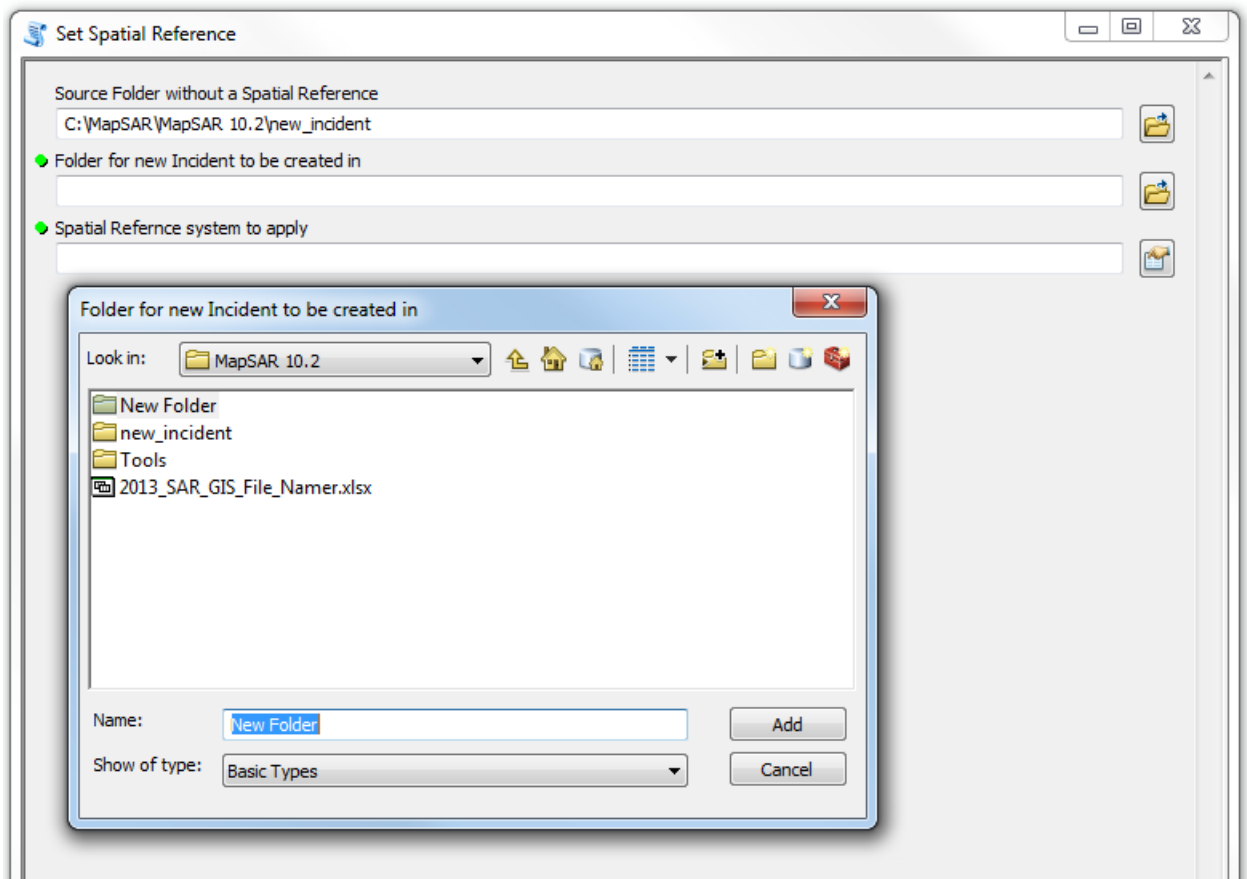 Set Spatial Reference
Source Folder without a Spatial Reference
C:\MapSAR\MapSAR 10.2\new_incident
Folder for new Incident to be created in
Spatial Refernce system to apply
Folder for new Incident to be created in
Look in: MapSAR 10.2
New Folder
new_incident
Tools
2013_SAR_GIS_File_Namer.xlsx
Name: New Folder Add
Show of type: Basic Types Cancel